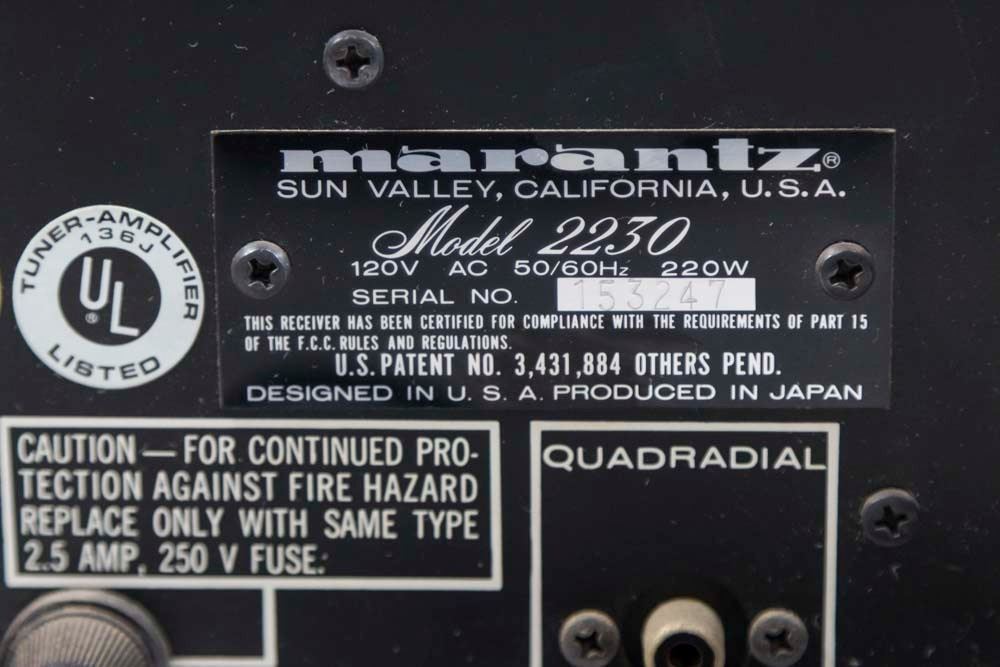 marantz®
SUN VALLEY, CALIFORNIA, U.S.A.
Model 2230
120V AC 50/60Hz 220W
SERIAL NO. 153247
THIS RECEIVER HAS BEEN CERTIFIED FOR COMPLIANCE WITH THE REQUIREMENTS OF PART 15
OF THE F.C.C. RULES AND REGULATIONS.
U.S. PATENT NO. 3,431,884 OTHERS PEND.
DESIGNED IN U.S.A. PRODUCED IN JAPAN
TUNER-AMPLIFIER
136J
UL®
LISTED
CAUTION — FOR CONTINUED PRO-
TECTION AGAINST FIRE HAZARD
REPLACE ONLY WITH SAME TYPE
2.5 AMP, 250 V FUSE.
QUADRADIAL